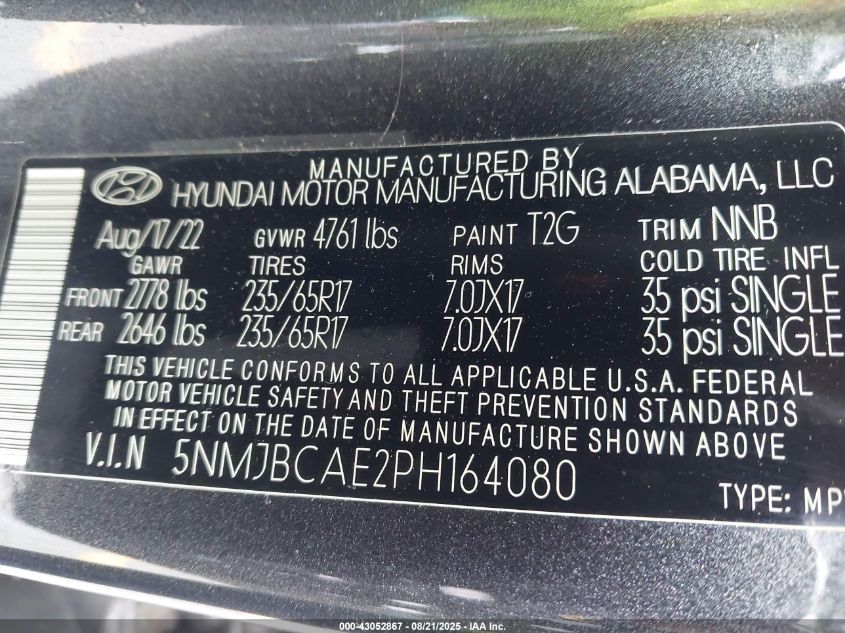 MANUFACTURED BY
HYUNDAI MOTOR MANUFACTURING ALABAMA, LLC
Aug/17/22 GVWR 4761 lbs PAINT T2G TRIM NNB
GAWR TIRES RIMS COLD TIRE INFL
FRONT 2778 lbs 235/65R17 7.0JX17 35 psi SINGLE
REAR 2646 lbs 235/65R17 7.0JX17 35 psi SINGLE
THIS VEHICLE CONFORMS TO ALL APPLICABLE U.S.A. FEDERAL
MOTOR VEHICLE SAFETY AND THEFT PREVENTION STANDARDS
IN EFFECT ON THE DATE OF MANUFACTURE SHOWN ABOVE
V.I.N 5NMJBCAE2PH164080
TYPE: MP
000-43052867 - 08/21/2025 - IAA Inc.